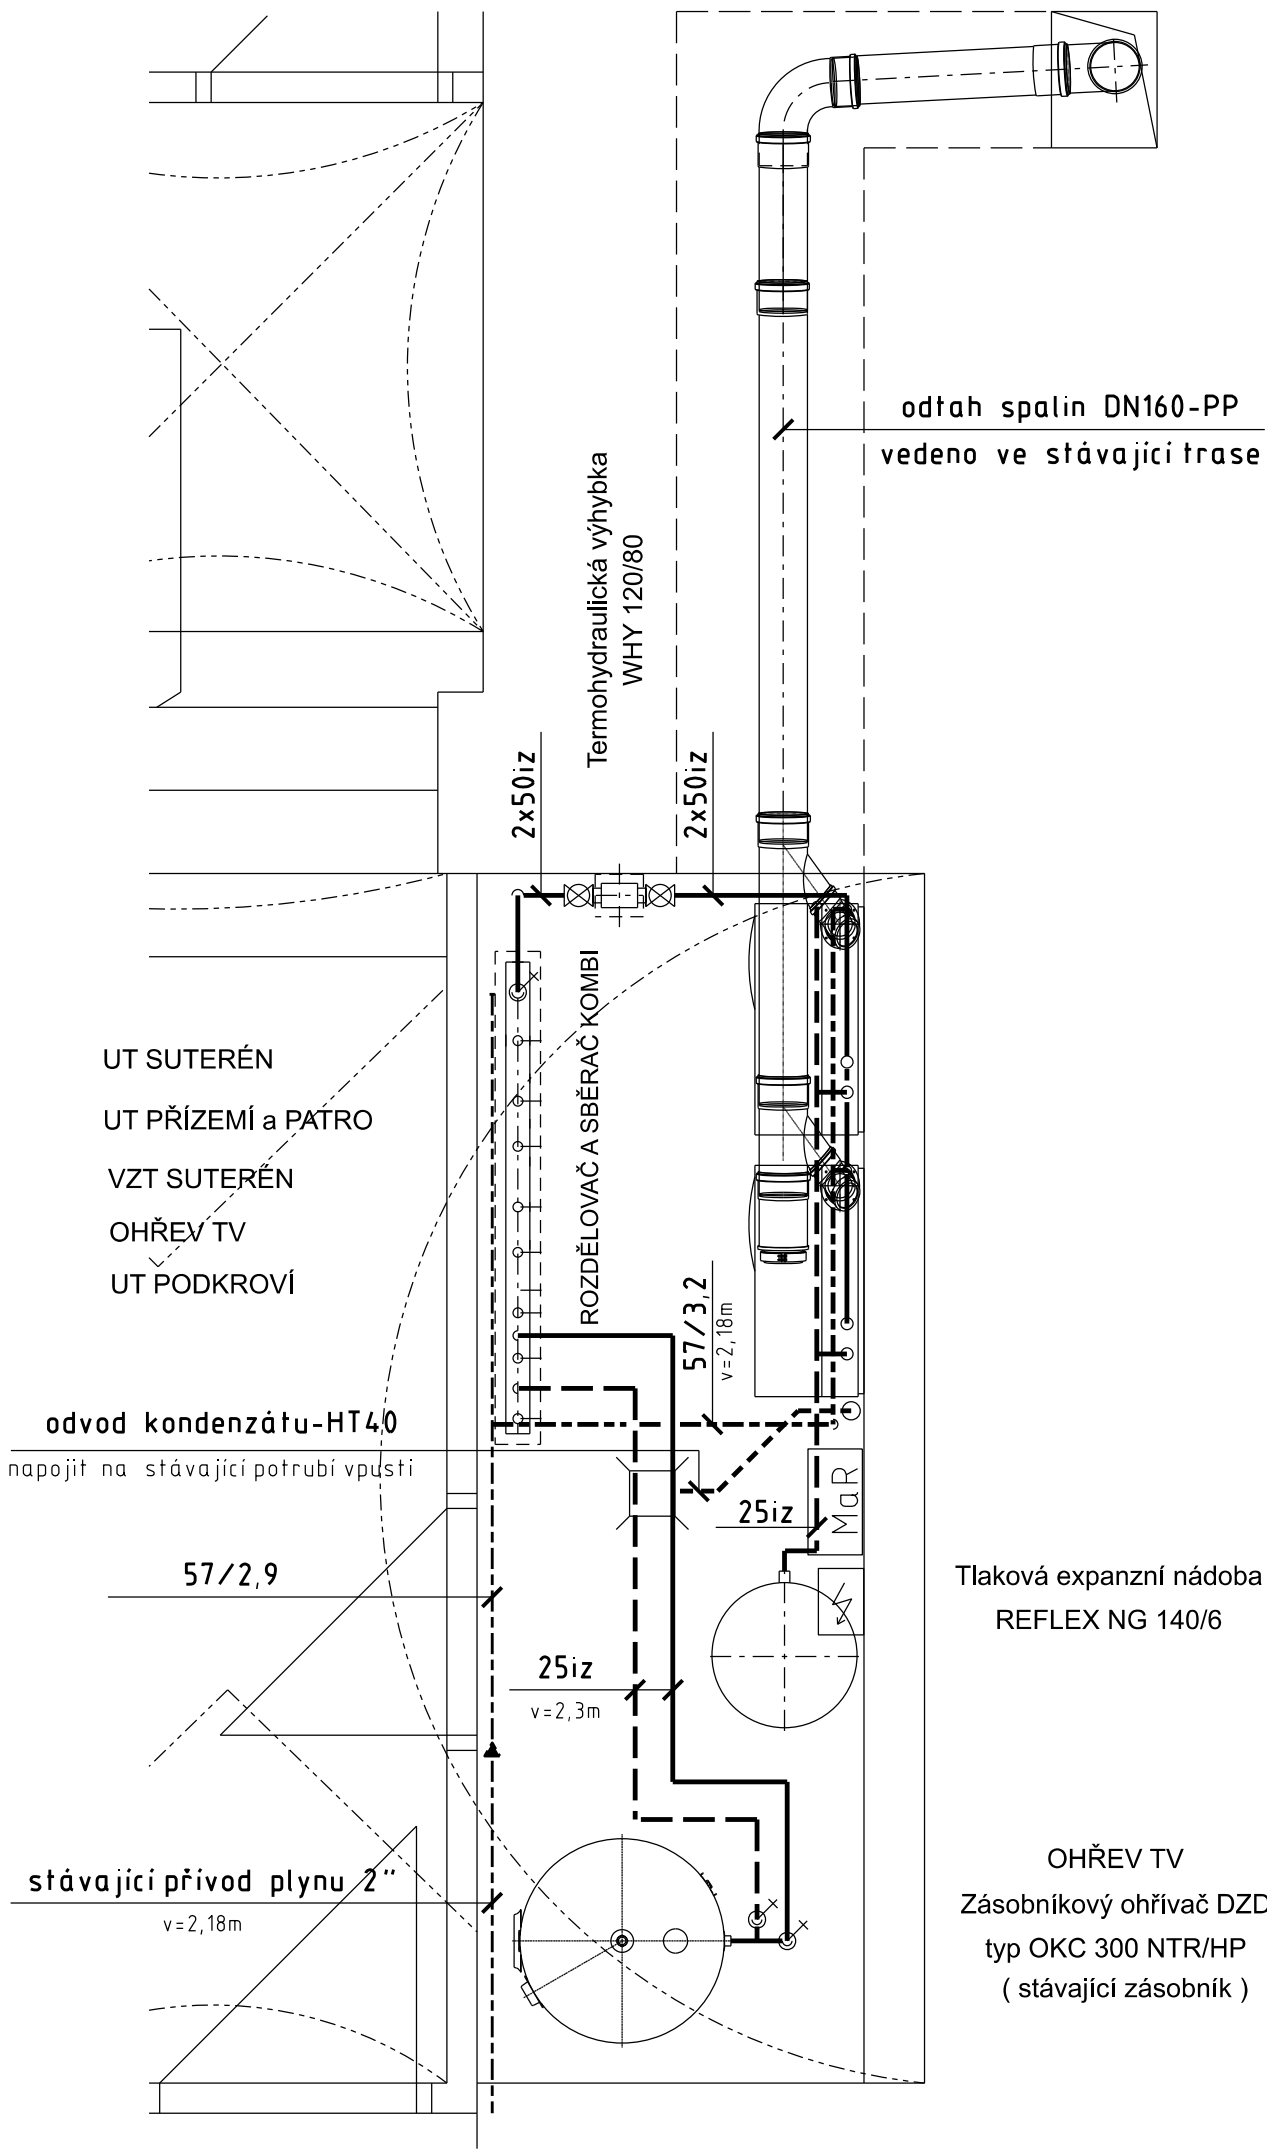 odtah spalin DN160-PP
vedeno ve stávající trase
Termohydraulická výhybka
WHY 120/80
2x50iz
2x50iz
ROZDĚLOVAČ A SBĚRAČ KOMBI
UT SUTERÉN
UT PŘÍZEMÍ a PATRO
VZT SUTERÉN
OHŘEV TV
UT PODKROVÍ
57/3,2
v=2,18m
odvod kondenzátu-HT40
napojit na stávající potrubí vpusti
MaR
25iz
57/2,9
Tlaková expanzní nádoba
REFLEX NG 140/6
25iz
v=2,3m
stávající přívod plynu 2"
v=2,18m
OHŘEV TV
Zásobníkový ohřívač DZD
typ OKC 300 NTR/HP
( stávající zásobník )